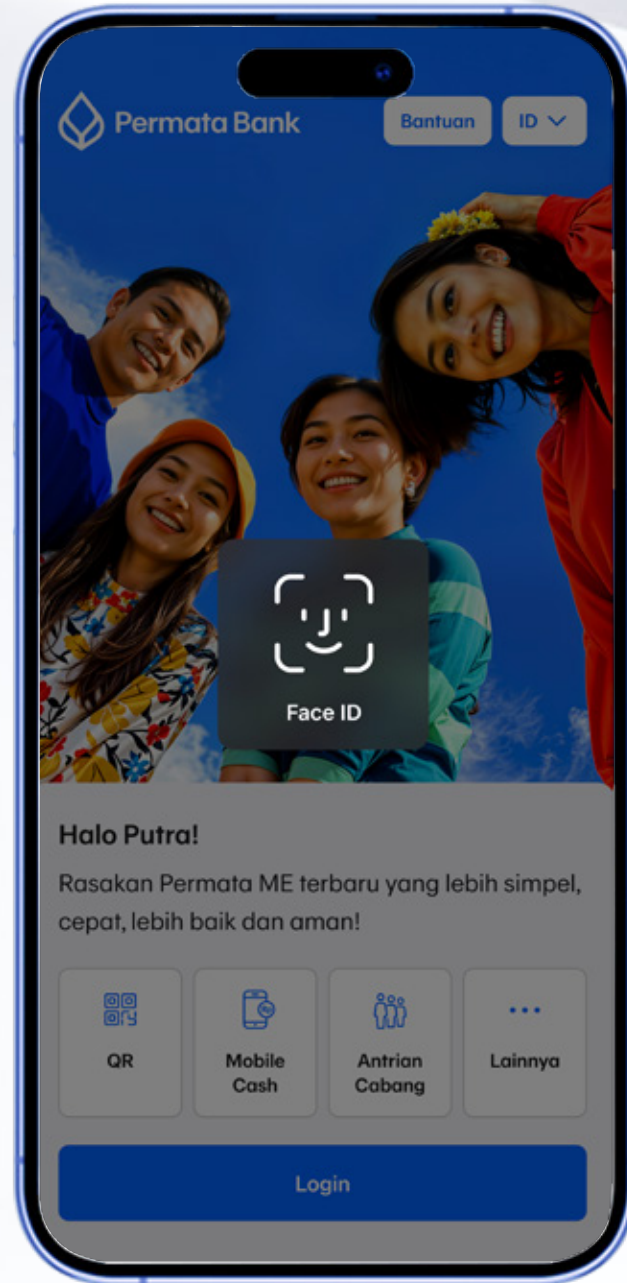 Permata Bank
Bantuan
ID
Face ID
Halo Putra!
Rasakan Permata ME terbaru yang lebih simpel,
cepat, lebih baik dan aman!
QR
Mobile
Cash
Antrian
Cabang
Lainnya
Login